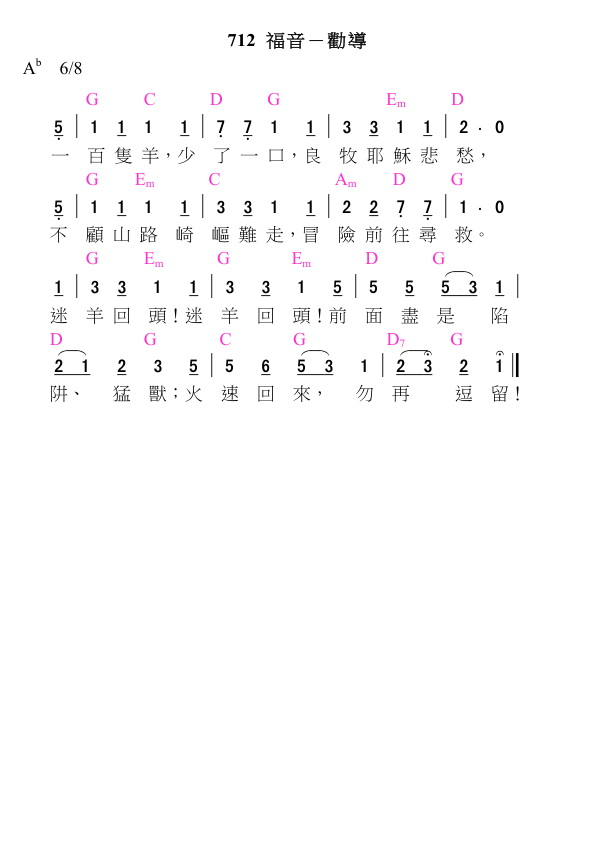 712 福音－勸導
A♭ 6/8
G C D G Em D
5̣ | 1 1 1 1 | 7̣ 7̣ 1 1 | 3 3 1 1 | 2 · 0
一百隻羊，少了一口，良牧耶穌悲愁，
G Em C Am D G
5̣ | 1 1 1 1 | 3 3 1 1 | 2 2 7̣ 7̣ | 1 · 0
不顧山路崎嶇難走，冒險前往尋救。
G Em G Em D G
1 | 3 3 1 1 | 3 3 1 5 | 5 5 5 3 1 |
迷羊回頭！迷羊回頭！前面盡是陷
D G C G D7 G
2 1 2 3 5 | 5 6 5 3 1 | 2 3 2 1 ‖
阱、猛獸；火速回來，勿再逗留！